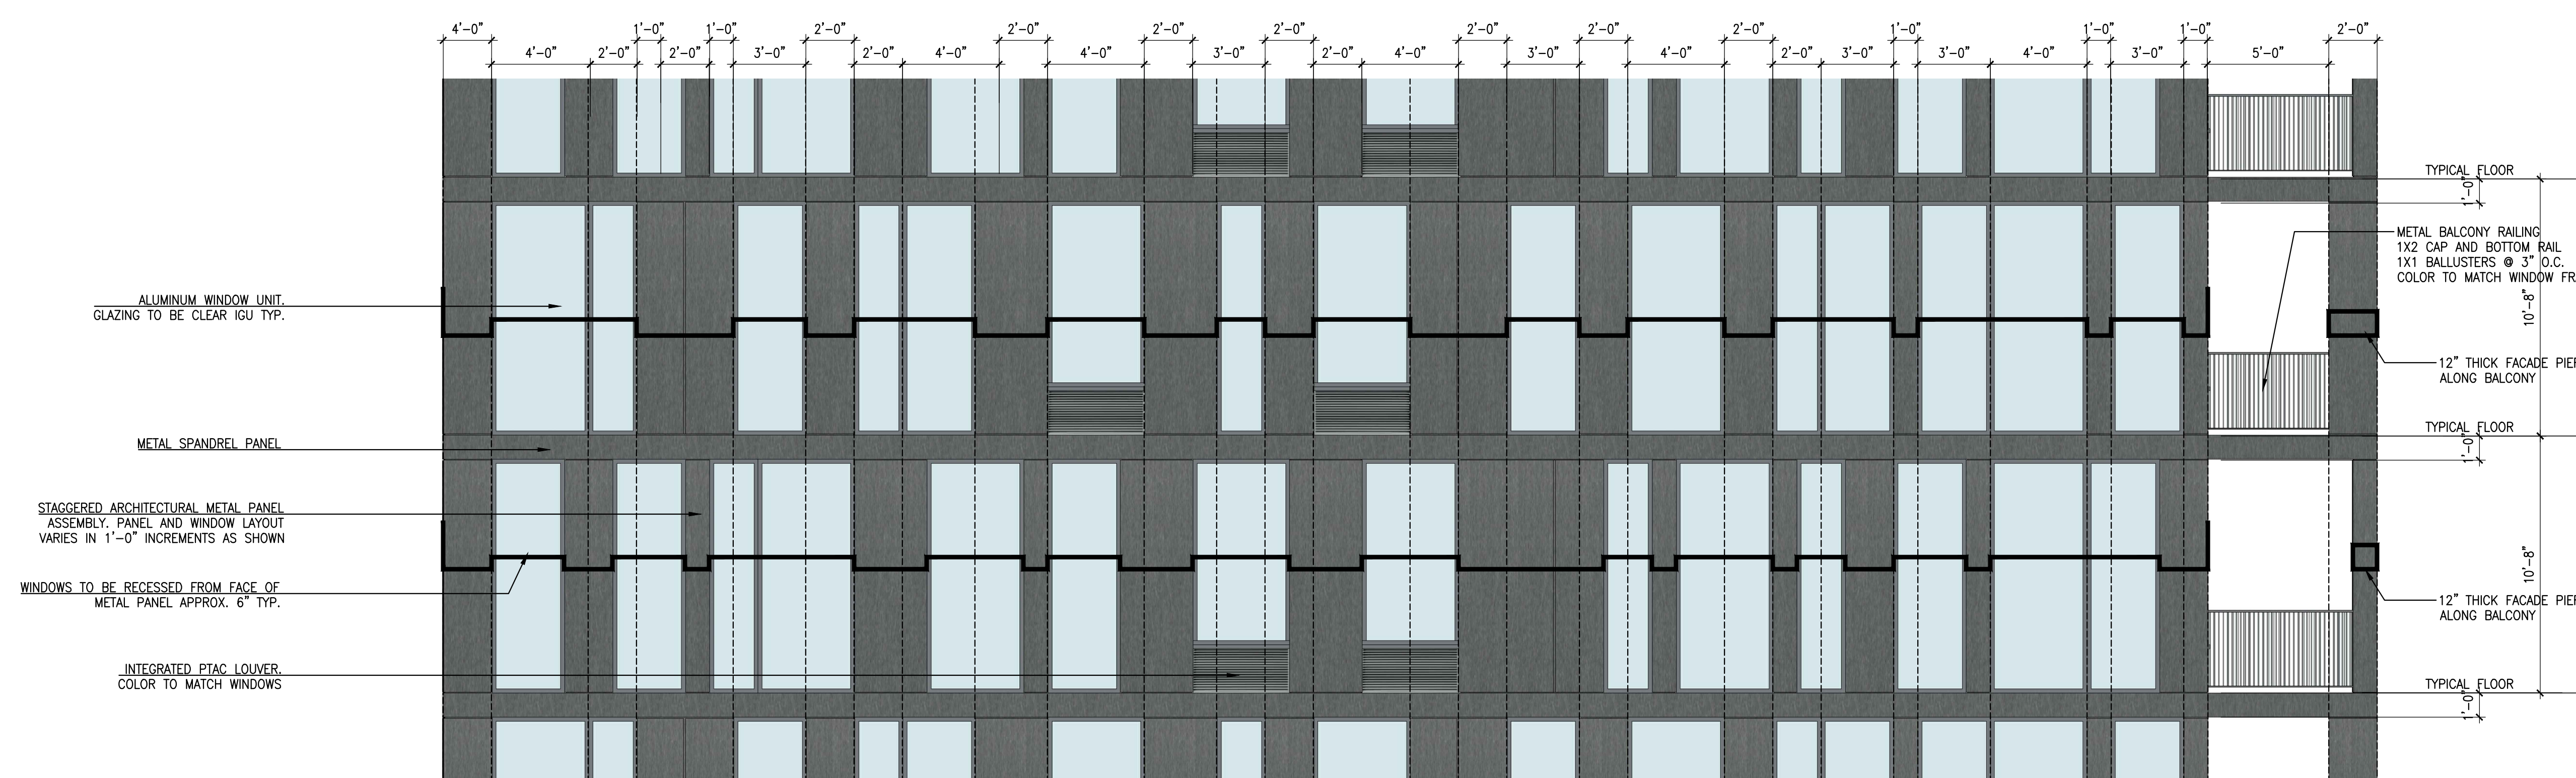 4'-0" 1'-0" 1'-0" 2'-0" 2'-0" 2'-0" 2'-0" 2'-0" 2'-0" 2'-0" 1'-0" 1'-0" 1'-0" 2'-0"
4'-0" 2'-0" 2'-0" 3'-0" 2'-0" 4'-0" 4'-0" 3'-0" 2'-0" 4'-0" 3'-0" 4'-0" 2'-0" 3'-0" 3'-0" 4'-0" 3'-0" 5'-0"
ALUMINUM WINDOW UNIT.
GLAZING TO BE CLEAR IGU TYP.
METAL SPANDREL PANEL
STAGGERED ARCHITECTURAL METAL PANEL
ASSEMBLY. PANEL AND WINDOW LAYOUT
VARIES IN 1'-0" INCREMENTS AS SHOWN
WINDOWS TO BE RECESSED FROM FACE OF
METAL PANEL APPROX. 6" TYP.
INTEGRATED PTAC LOUVER.
COLOR TO MATCH WINDOWS
TYPICAL FLOOR
1'-0"
METAL BALCONY RAILING
1X2 CAP AND BOTTOM RAIL
1X1 BALLUSTERS @ 3" O.C.
COLOR TO MATCH WINDOW FR
10'-8"
12" THICK FACADE PIE
ALONG BALCONY
TYPICAL FLOOR
1'-0"
10'-8"
12" THICK FACADE PIE
ALONG BALCONY
TYPICAL FLOOR
1'-0"